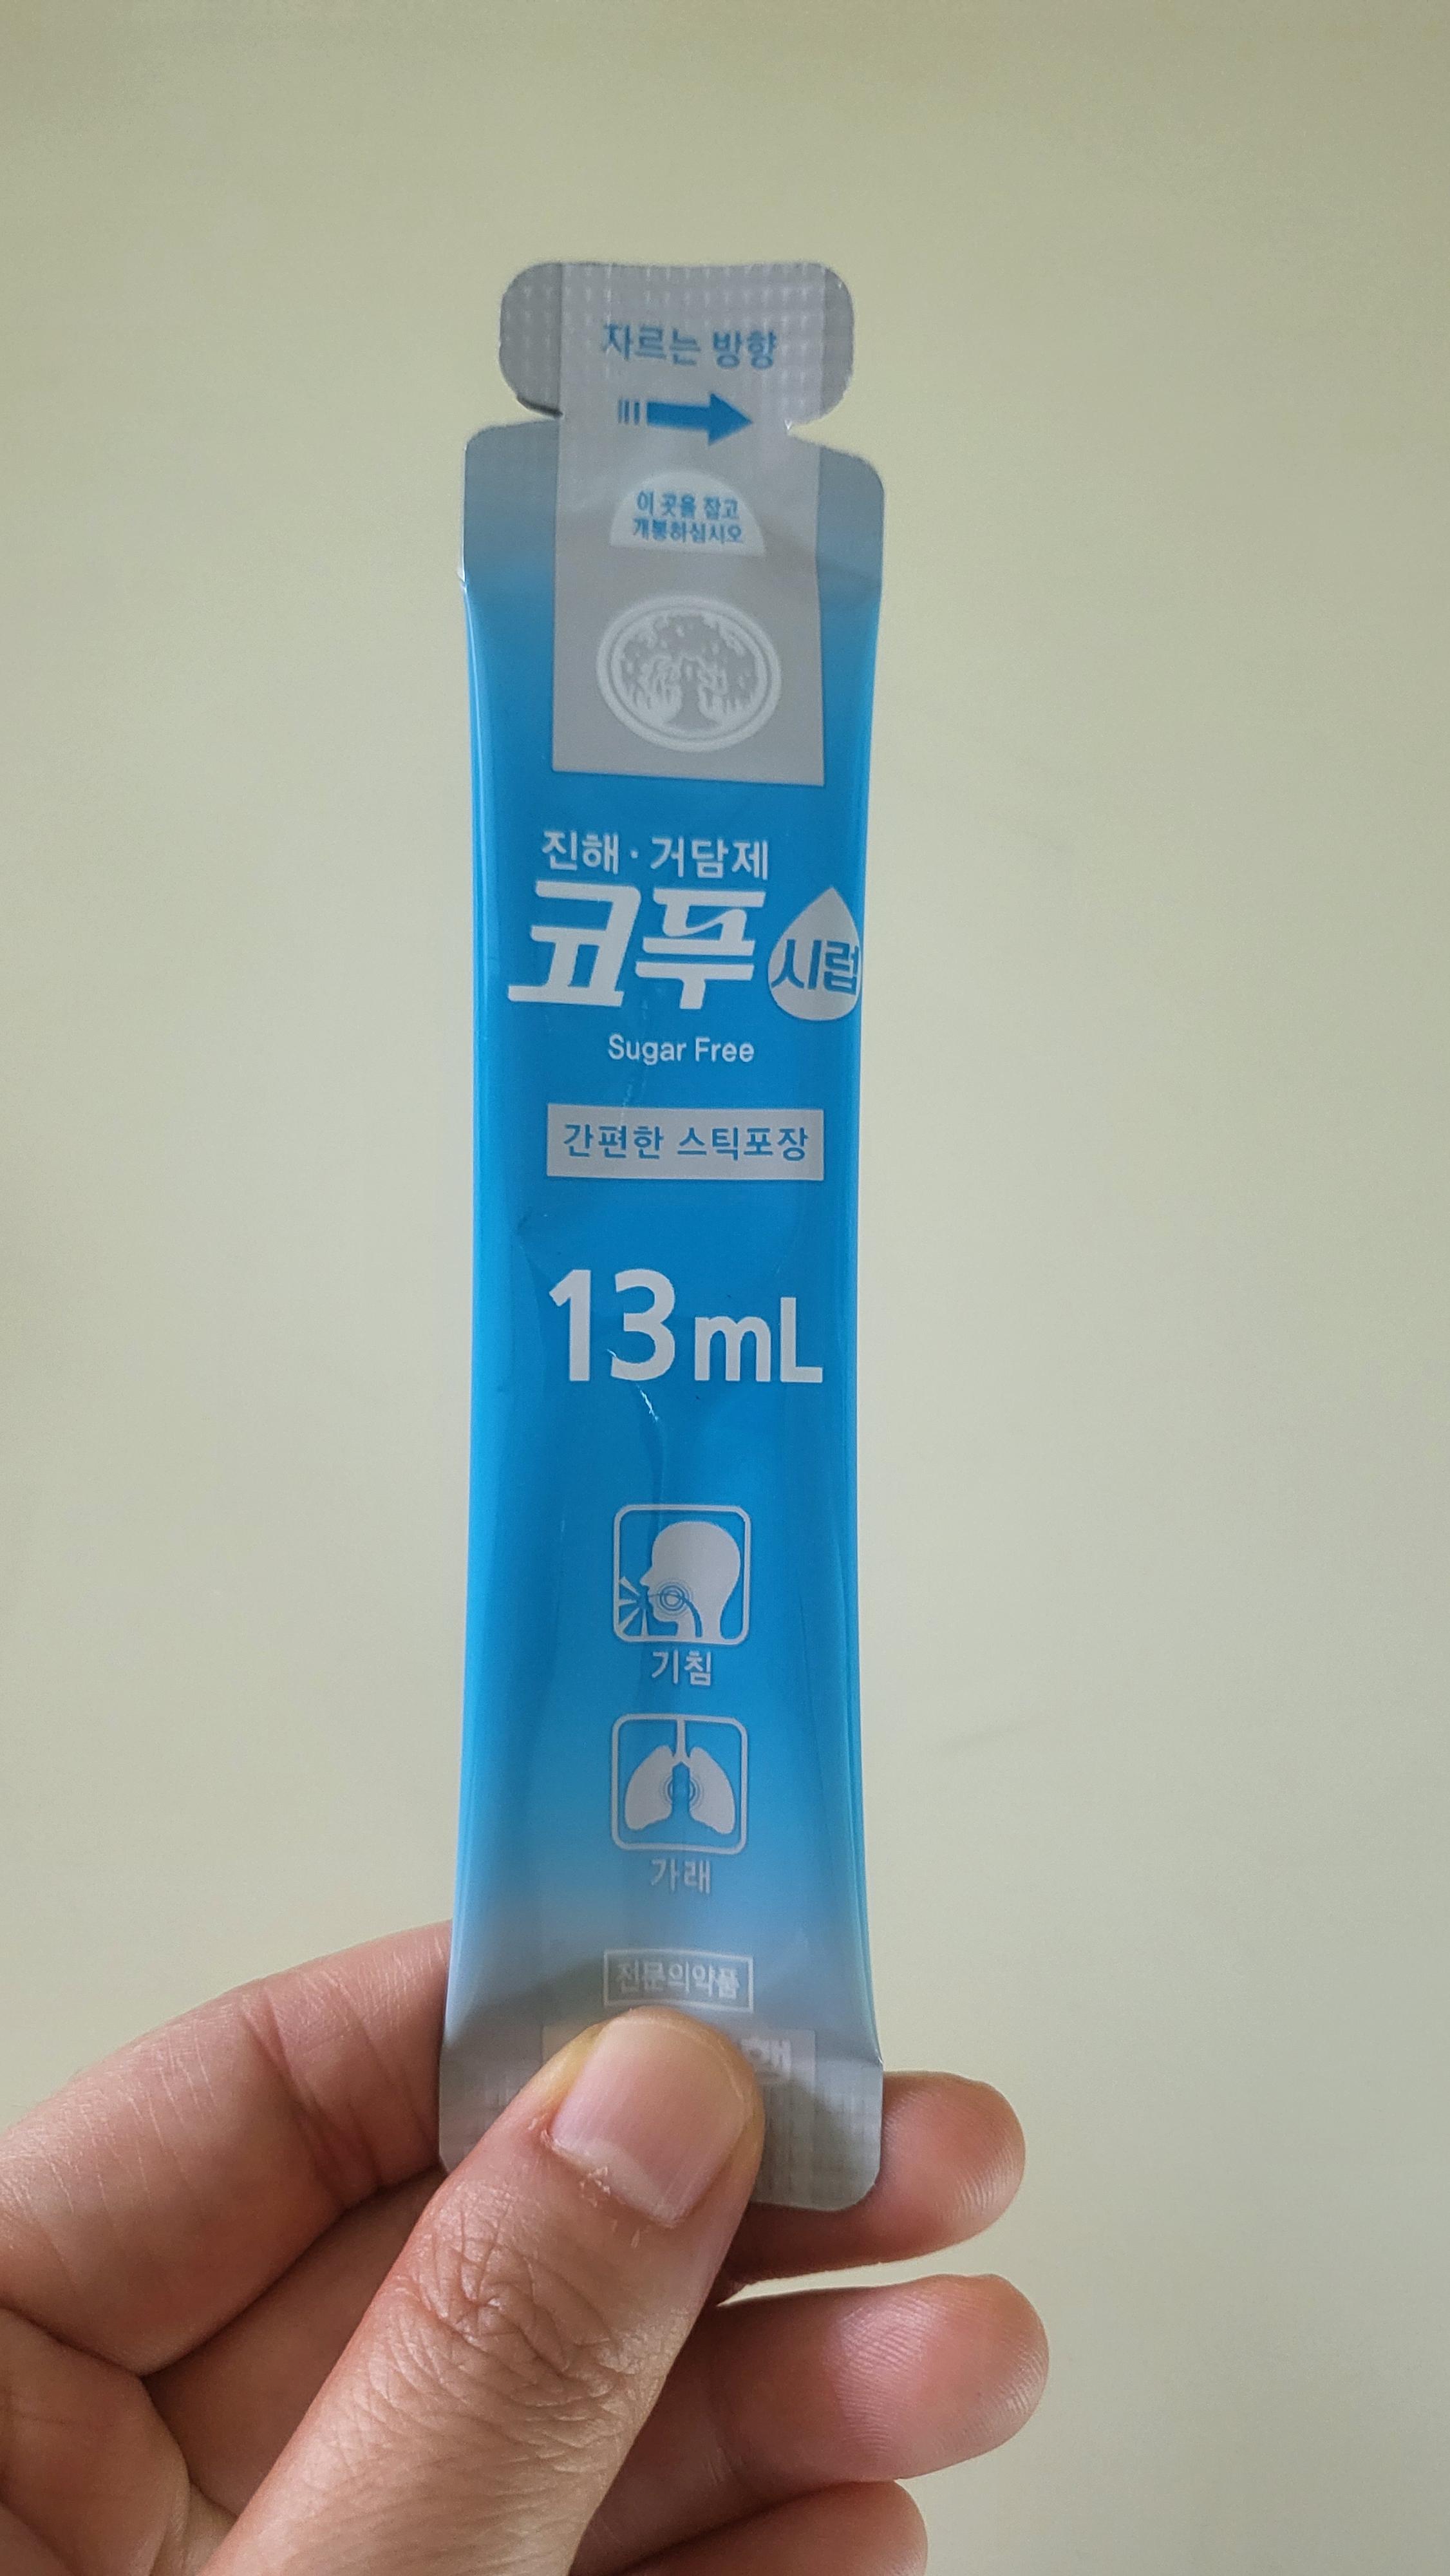 자르는 방향
이 곳을 잡고
개봉하십시오
진해·거담제
코푸 시럽
Sugar Free
간편한 스틱포장
13mL
기침
가래
전문의약품